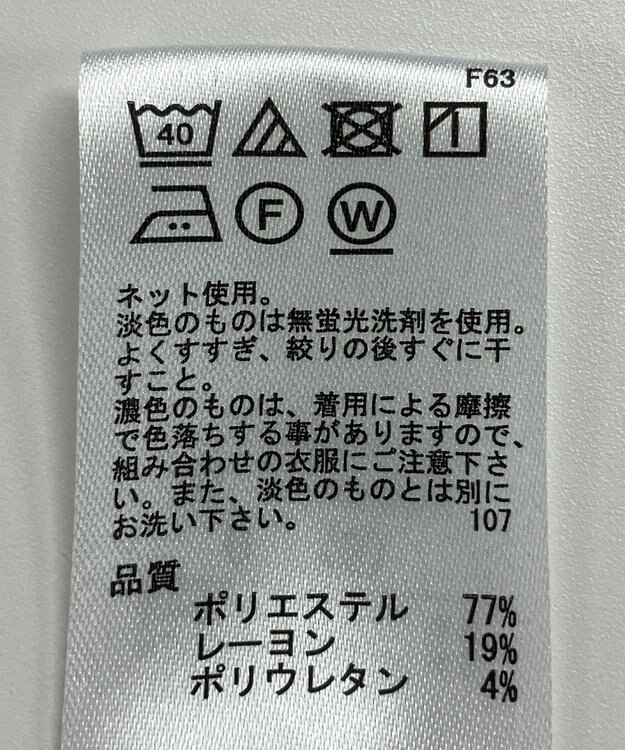 F63
40
F W
ネット使用。
淡色のものは無蛍光洗剤を使用。
よくすすぎ、絞りの後すぐに干
すこと。
濃色のものは、着用による摩擦
で色落ちする事がありますので、
組み合わせの衣服にご注意下さ
い。また、淡色のものとは別に
お洗い下さい。 107
品質
ポリエステル 77%
レーヨン 19%
ポリウレタン 4%